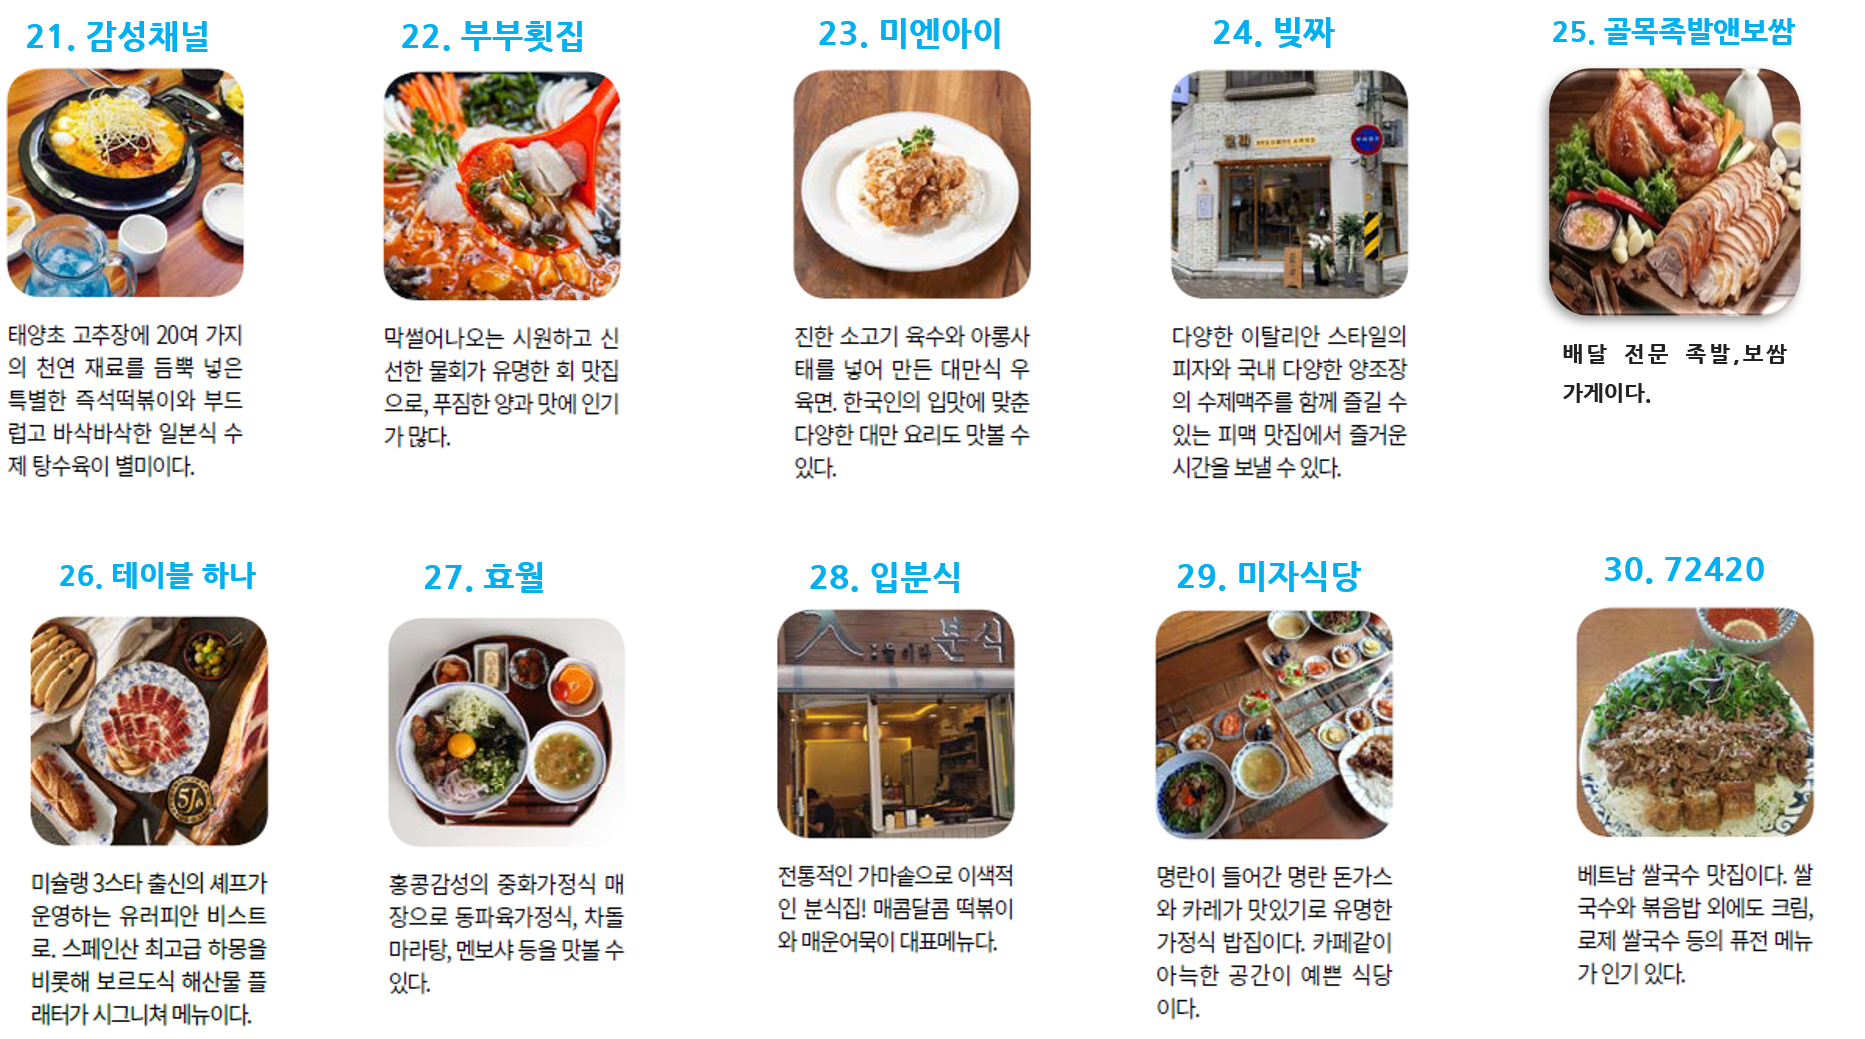 21. 감성채널
태양초 고추장에 20여 가지
의 천연 재료를 듬뿍 넣은
특별한 즉석떡볶이와 부드
럽고 바삭바삭한 일본식 수
제 탕수육이 별미이다.
22. 부부횟집
막썰어나오는 시원하고 신
선한 물회가 유명한 회 맛집
으로, 푸짐한 양과 맛에 인기
가 많다.
23. 미엔아이
진한 소고기 육수와 아롱사
태를 넣어 만든 대만식 우
육면. 한국인의 입맛에 맞춘
다양한 대만 요리도 맛볼 수
있다.
24. 빚짜
빚짜
다양한 이탈리안 스타일의
피자와 국내 다양한 양조장
의 수제맥주를 함께 즐길 수
있는 피맥 맛집에서 즐거운
시간을 보낼 수 있다.
25. 골목족발앤보쌈
배달 전문 족발,보쌈
가게이다.
26. 테이블 하나
5J
미슐랭 3스타 출신의 셰프가
운영하는 유러피안 비스트
로. 스페인산 최고급 하몽을
비롯해 보르도식 해산물 플
래터가 시그니쳐 메뉴이다.
27. 효월
홍콩감성의 중화가정식 매
장으로 동파육가정식, 차돌
마라탕, 멘보샤 등을 맛볼 수
있다.
28. 입분식
분식
전통적인 가마솥으로 이색적
인 분식집! 매콤달콤 떡볶이
와 매운어묵이 대표메뉴다.
29. 미자식당
명란이 들어간 명란 돈가스
와 카레가 맛있기로 유명한
가정식 밥집이다. 카페같이
아늑한 공간이 예쁜 식당
이다.
30. 72420
베트남 쌀국수 맛집이다. 쌀
국수와 볶음밥 외에도 크림,
로제 쌀국수 등의 퓨전 메뉴
가 인기 있다.